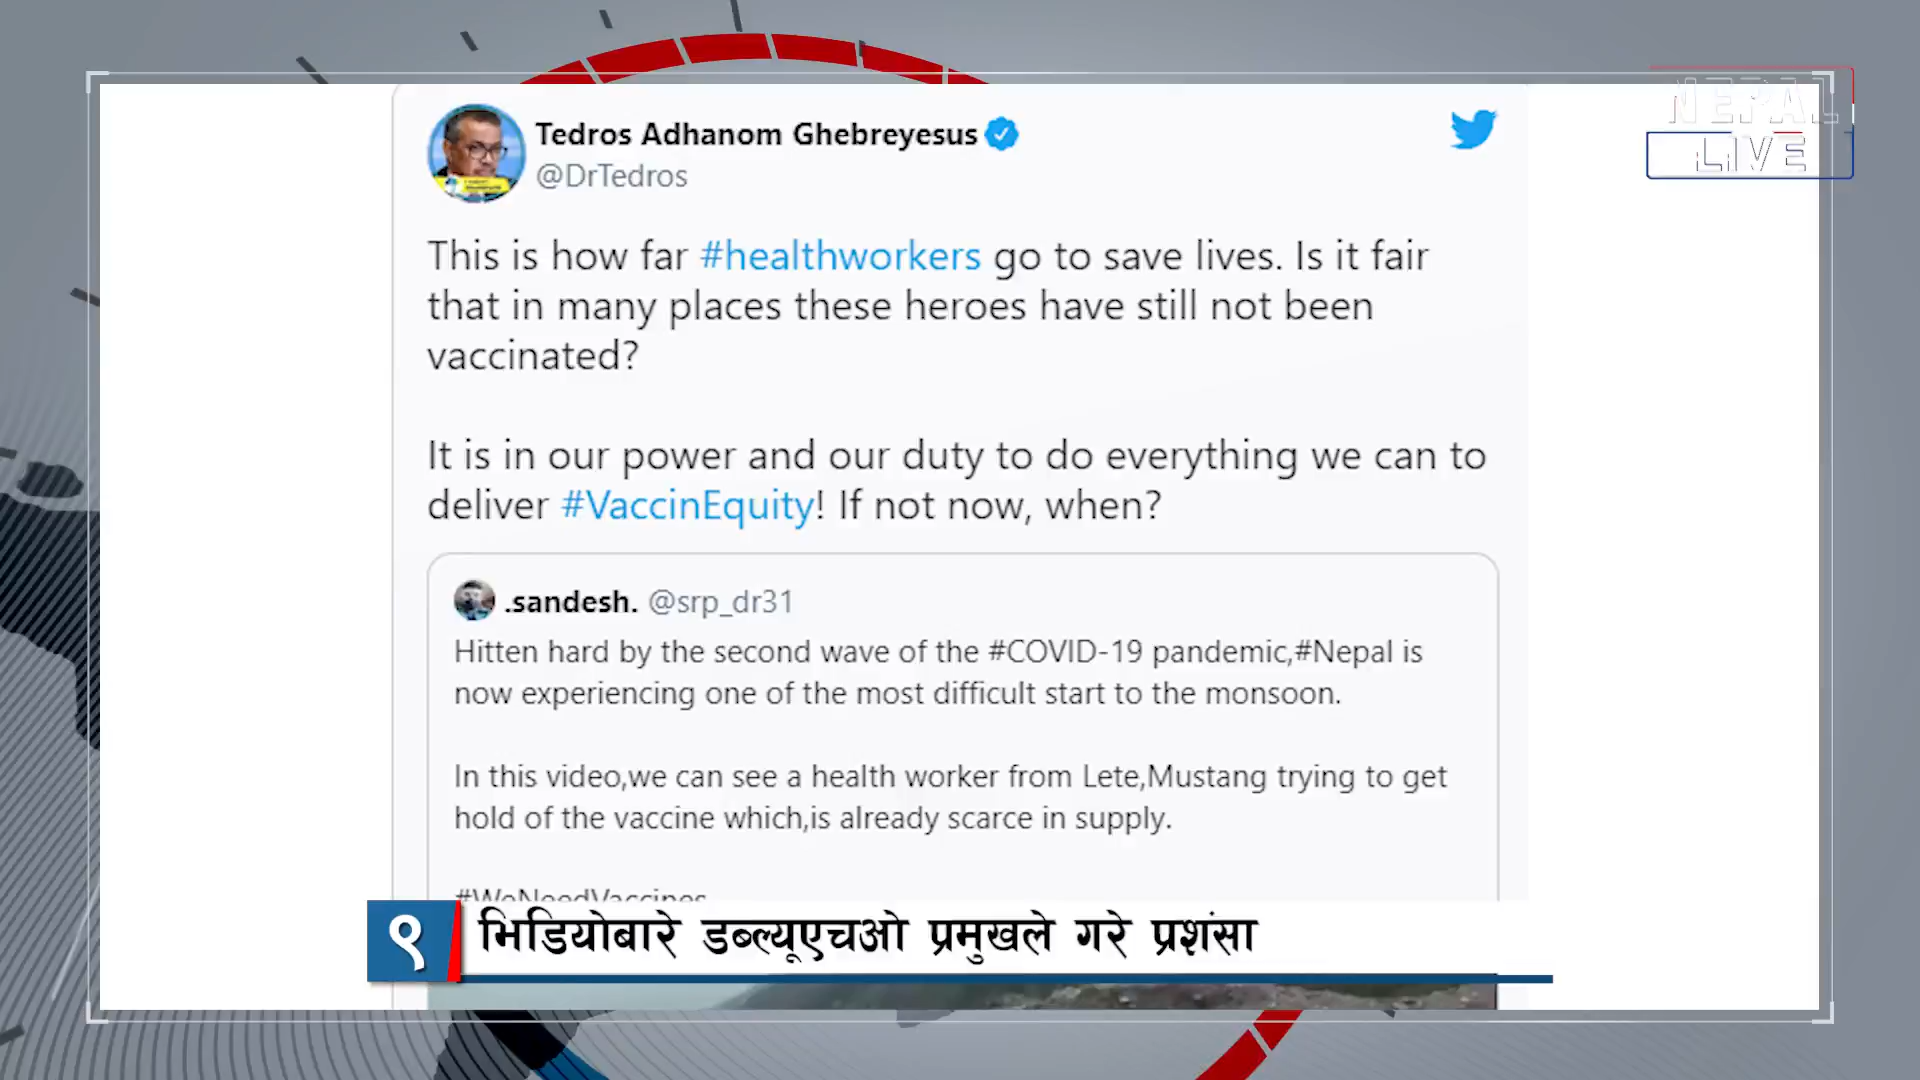 NEPAL
LIVE
Tedros Adhanom Ghebreyesus
@DrTedros
This is how far #healthworkers go to save lives. Is it fair
that in many places these heroes have still not been
vaccinated?
It is in our power and our duty to do everything we can to
deliver #VaccinEquity! If not now, when?
.sandesh. @srp_dr31
Hitten hard by the second wave of the #COVID-19 pandemic,#Nepal is
now experiencing one of the most difficult start to the monsoon.
In this video,we can see a health worker from Lete,Mustang trying to get
hold of the vaccine which,is already scarce in supply.
#WeNeedVaccines
९ भिडियोबारे डब्ल्यूएचओ प्रमुखले गरे प्रशंसा